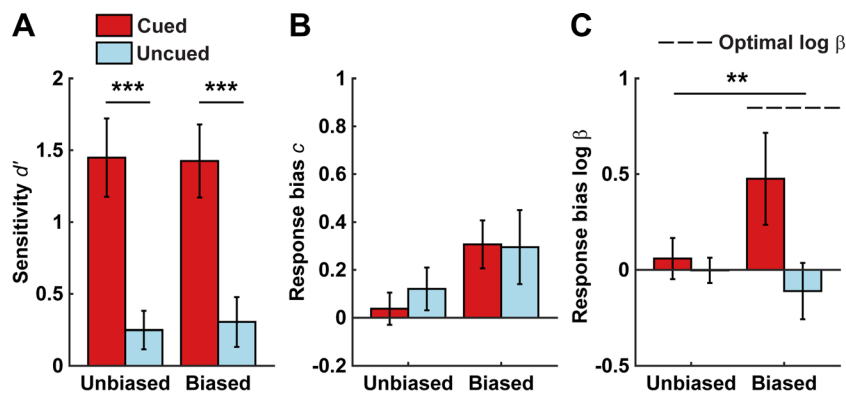 A
Cued
Uncued
***
***
2
1.5
1
0.5
0
Sensitivity d'
Unbiased
Biased
B
1
0.8
0.6
0.4
0.2
0
-0.2
Response bias c
Unbiased
Biased
C
Optimal log β
**
1
0.5
0
-0.5
Response bias log β
Unbiased
Biased